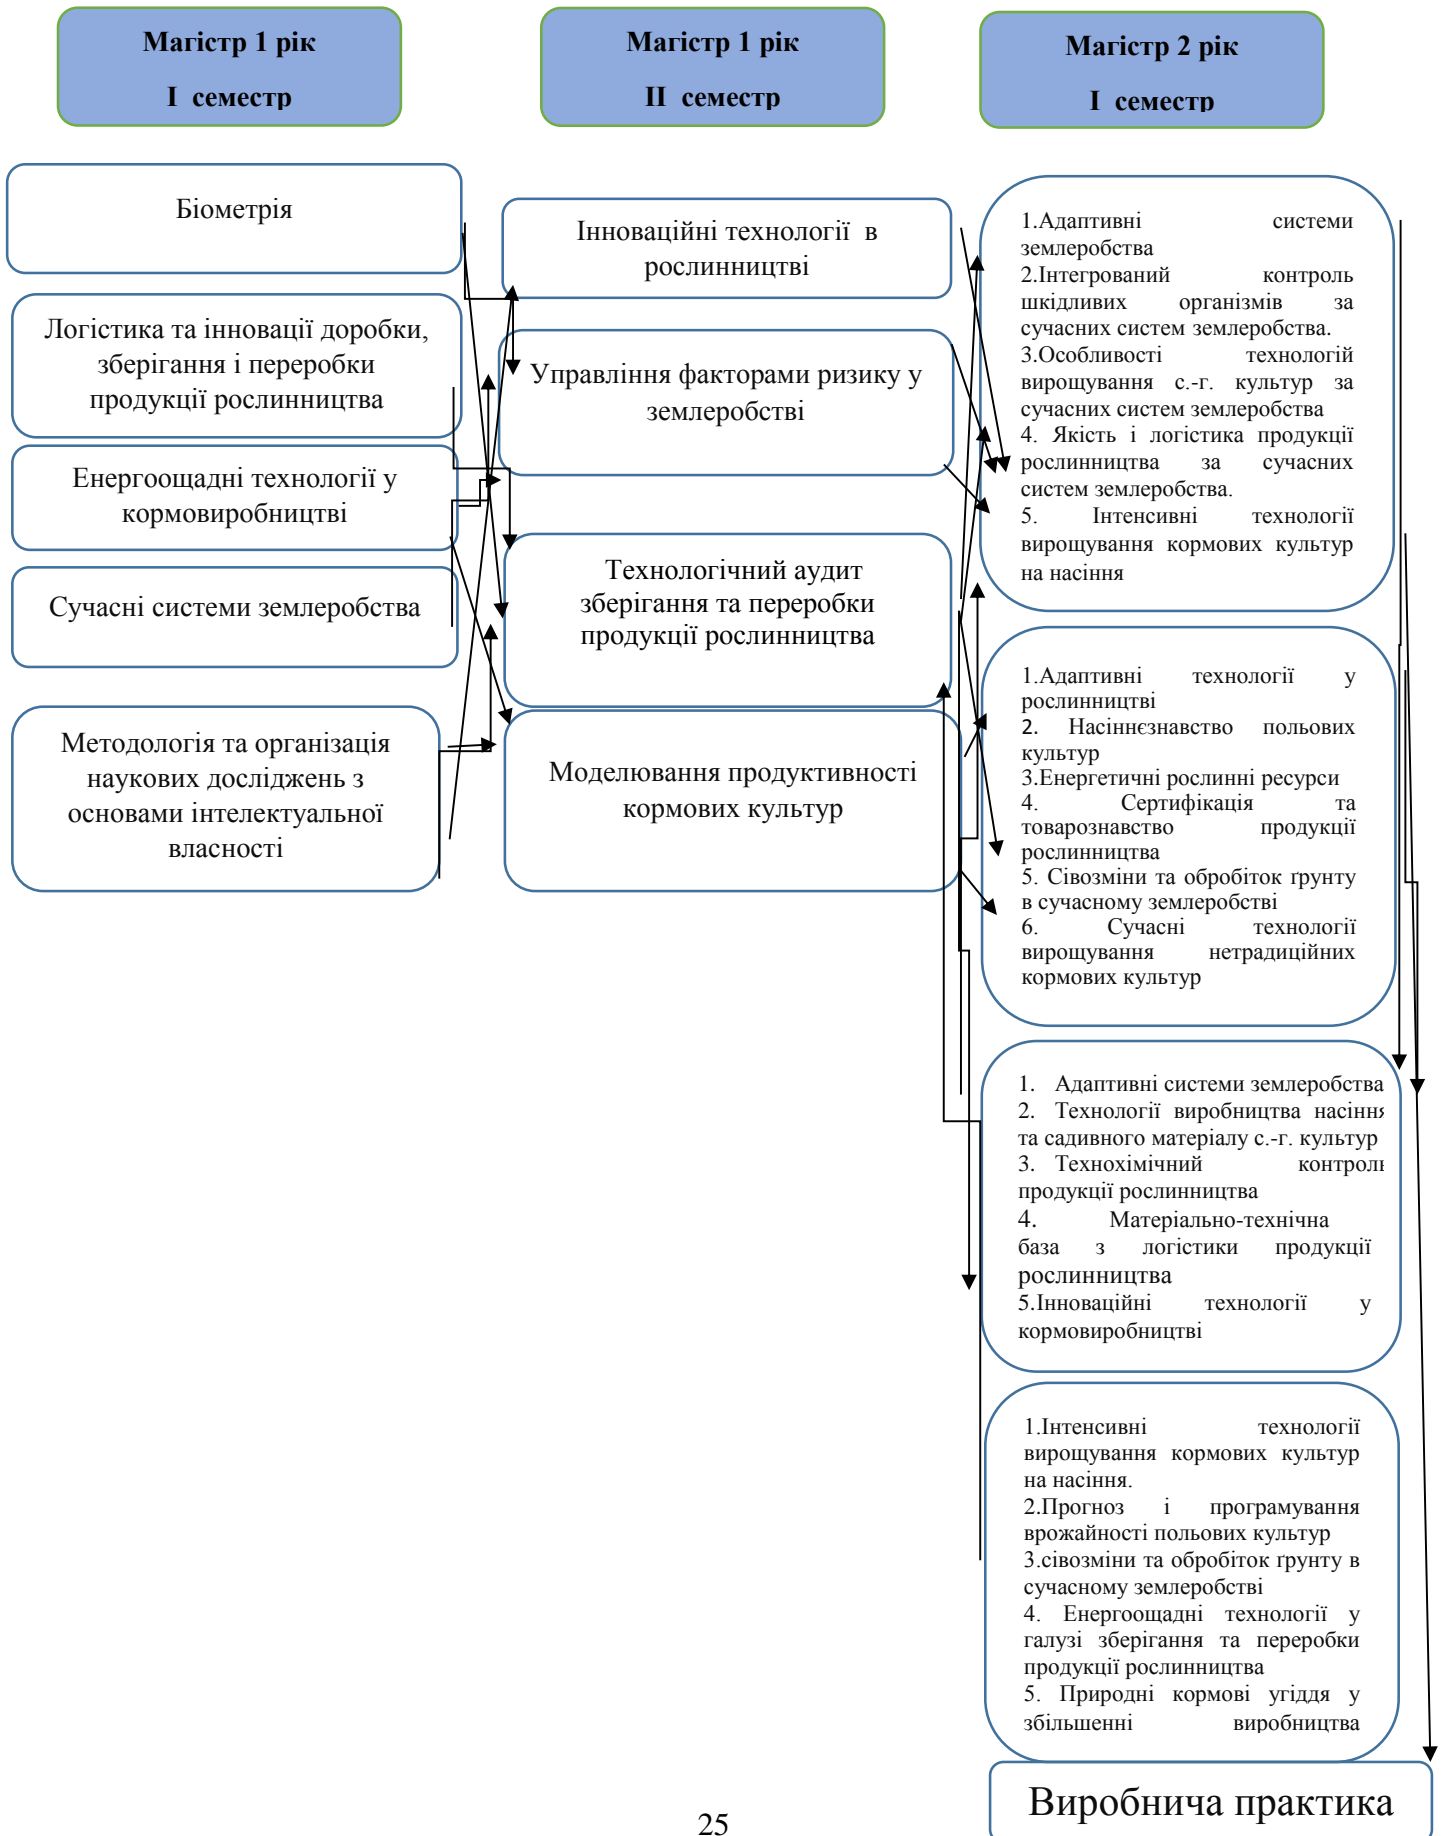 Магістр 1 рік
І семестр
Магістр 1 рік
ІІ семестр
Магістр 2 рік
І семестр
Біометрія
Логістика та інновації доробки,
зберігання і переробки
продукції рослинництва
Енергоощадні технології у
кормовиробництві
Сучасні системи землеробства
Методологія та організація
наукових досліджень з
основами інтелектуальної
власності
Інноваційні технології в
рослинництві
Управління факторами ризику у
землеробстві
Технологічний аудит
зберігання та переробки
продукції рослинництва
Моделювання продуктивності
кормових культур
1.Адаптивні системи
землеробства
2.Інтегрований контроль
шкідливих організмів за
сучасних систем землеробства.
3.Особливості технологій
вирощування с.-г. культур за
сучасних систем землеробства
4. Якість і логістика продукції
рослинництва за сучасних
систем землеробства.
5. Інтенсивні технології
вирощування кормових культур
на насіння
1.Адаптивні технології у
рослинництві
2. Насіннєзнавство польових
культур
3.Енергетичні рослинні ресурси
4. Сертифікація та
товарознавство продукції
рослинництва
5. Сівозміни та обробіток ґрунту
в сучасному землеробстві
6. Сучасні технології
вирощування нетрадиційних
кормових культур
1. Адаптивні системи землеробства
2. Технології виробництва насіння
та садивного матеріалу с.-г. культур
3. Технохімічний контроль
продукції рослинництва
4. Матеріально-технічна
база з логістики продукції
рослинництва
5.Інноваційні технології у
кормовиробництві
1.Інтенсивні технології
вирощування кормових культур
на насіння.
2.Прогноз і програмування
врожайності польових культур
3.сівозміни та обробіток ґрунту в
сучасному землеробстві
4. Енергоощадні технології у
галузі зберігання та переробки
продукції рослинництва
5. Природні кормові угіддя у
збільшенні виробництва
Виробнича практика
25